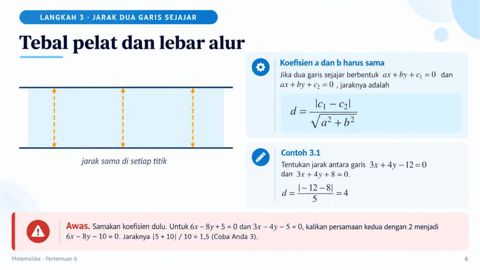 LANGKAH 3 · JARAK DUA GARIS SEJAJAR
Tebal pelat dan lebar alur
jarak sama di setiap titik
Koefisien a dan b harus sama
Jika dua garis sejajar berbentuk ax + by + c₁ = 0 dan
ax + by + c₂ = 0 , jaraknya adalah
d = |c₁ − c₂| / √(a² + b²)
Contoh 3.1
Tentukan jarak antara garis 3x + 4y − 12 = 0
dan 3x + 4y + 8 = 0.
d = |−12 − 8| / 5 = 4
Awas. Samakan koefisien dulu. Untuk 6x − 8y + 5 = 0 dan 3x − 4y − 5 = 0, kalikan persamaan kedua dengan 2 menjadi
6x − 8y − 10 = 0. Jaraknya |5 + 10| / 10 = 1,5 (Coba Anda 3).
Matematika · Pertemuan 6
6